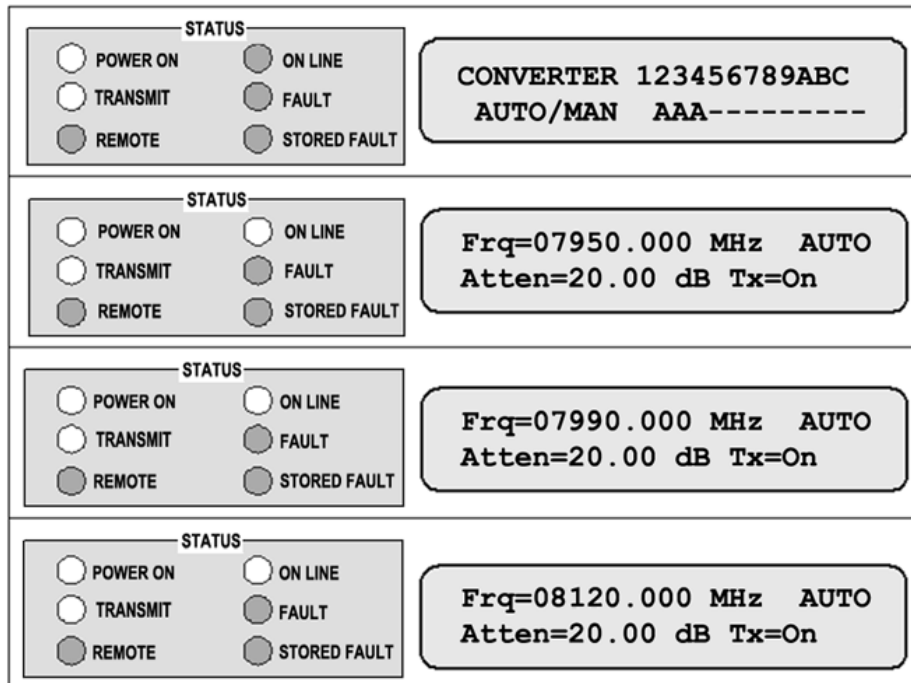 STATUS
POWER ON ON LINE
TRANSMIT FAULT
REMOTE STORED FAULT
CONVERTER 123456789ABC
AUTO/MAN AAA---------
STATUS
POWER ON ON LINE
TRANSMIT FAULT
REMOTE STORED FAULT
Frq=07950.000 MHz AUTO
Atten=20.00 dB Tx=On
STATUS
POWER ON ON LINE
TRANSMIT FAULT
REMOTE STORED FAULT
Frq=07990.000 MHz AUTO
Atten=20.00 dB Tx=On
STATUS
POWER ON ON LINE
TRANSMIT FAULT
REMOTE STORED FAULT
Frq=08120.000 MHz AUTO
Atten=20.00 dB Tx=On